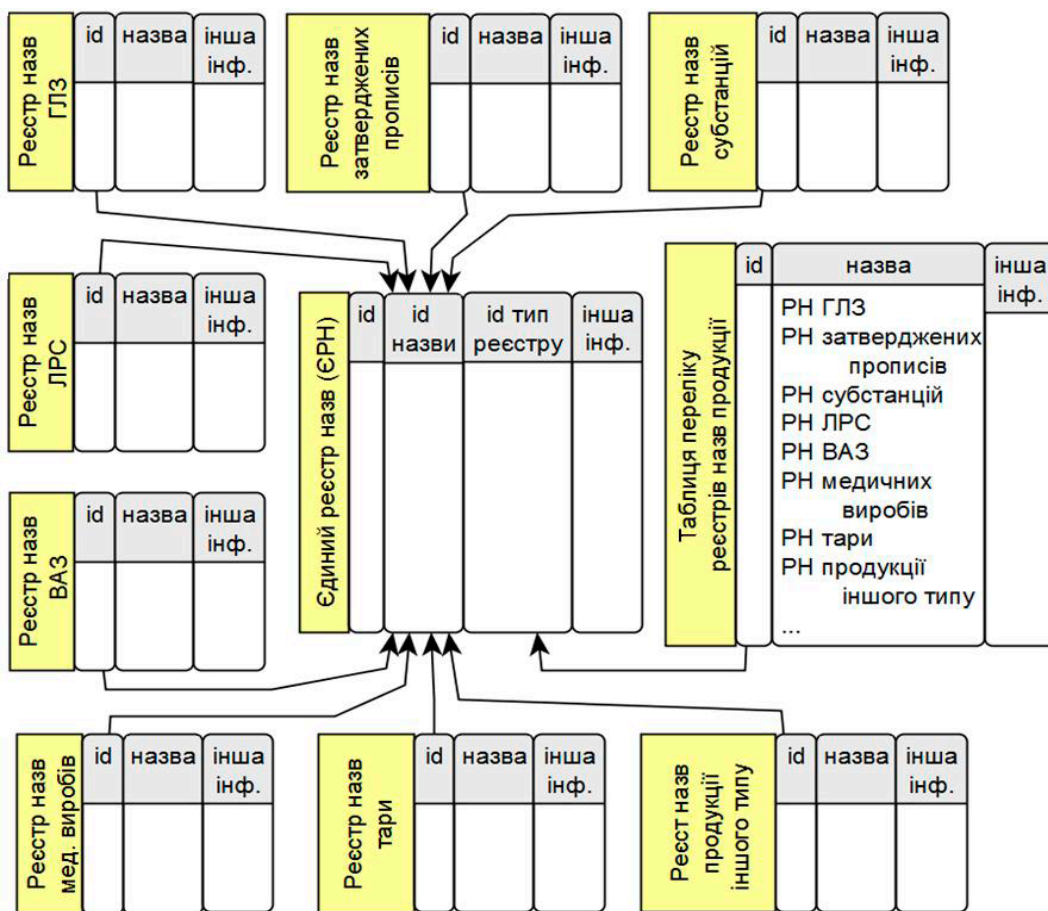 Реєстр назв
ГЛЗ
id
назва
інша
інф.
Реєстр назв
затверджених
прописів
id
назва
інша
інф.
Реєстр назв
субстанцій
id
назва
інша
інф.
Реєстр назв
ЛРС
id
назва
інша
інф.
Єдиний реєстр назв (ЄРН)
id
id
назви
id тип
реєстру
інша
інф.
Таблиця переліку
реєстрів назв продукції
id
назва
інша
інф.
РН ГЛЗ
РН затверджених
прописів
РН субстанцій
РН ЛРС
РН ВАЗ
РН медичних
виробів
РН тари
РН продукції
іншого типу
...
Реєстр назв
ВАЗ
id
назва
інша
інф.
Реєстр назв
мед. виробів
id
назва
інша
інф.
Реєстр назв
тари
id
назва
інша
інф.
Реєст назв
продукції
іншого типу
id
назва
інша
інф.